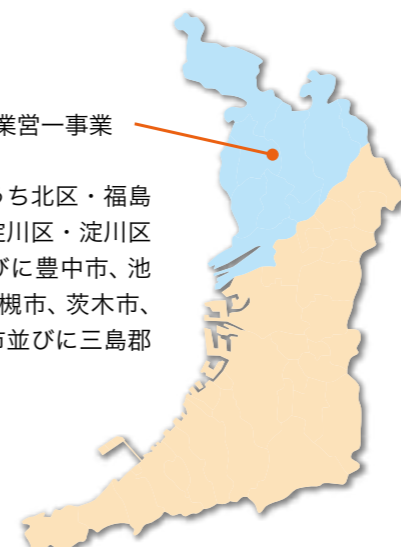 業営一事業
うち北区・福島
淀川区・淀川区
びに豊中市、池
槻市、茨木市、
市並びに三島郡